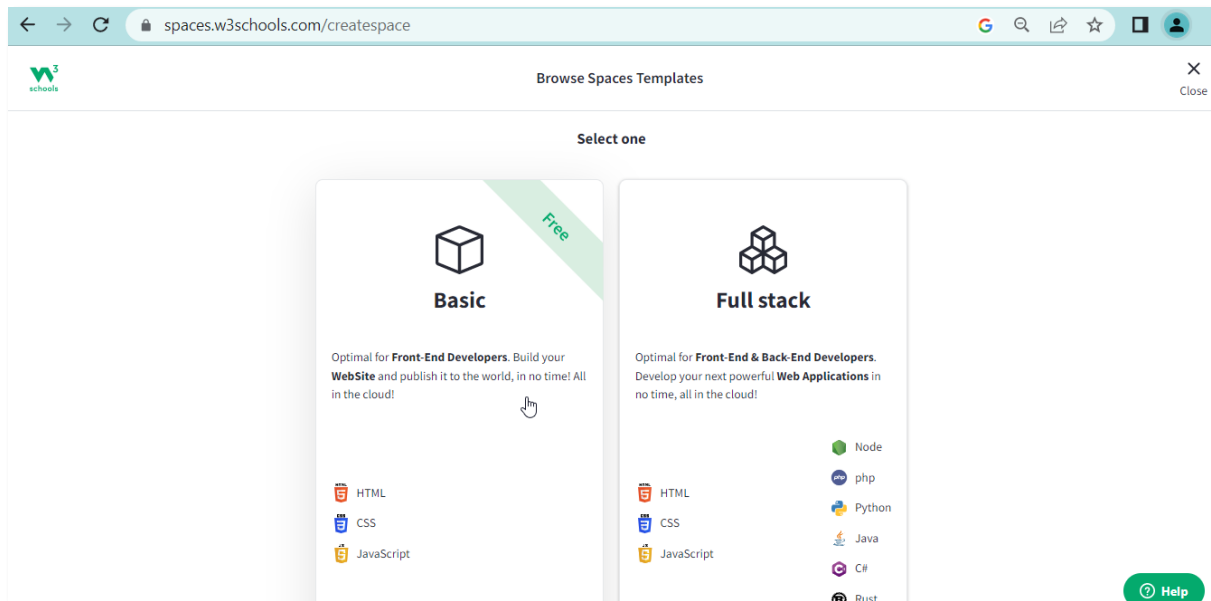 spaces.w3schools.com/createspace
3
schools
Browse Spaces Templates
Close
Select one
Free
Basic
Optimal for Front-End Developers. Build your
WebSite and publish it to the world, in no time! All
in the cloud!
HTML
CSS
JavaScript
Full stack
Optimal for Front-End & Back-End Developers.
Develop your next powerful Web Applications in
no time, all in the cloud!
HTML
CSS
JavaScript
Node
php
Python
Java
C#
Rust
Help